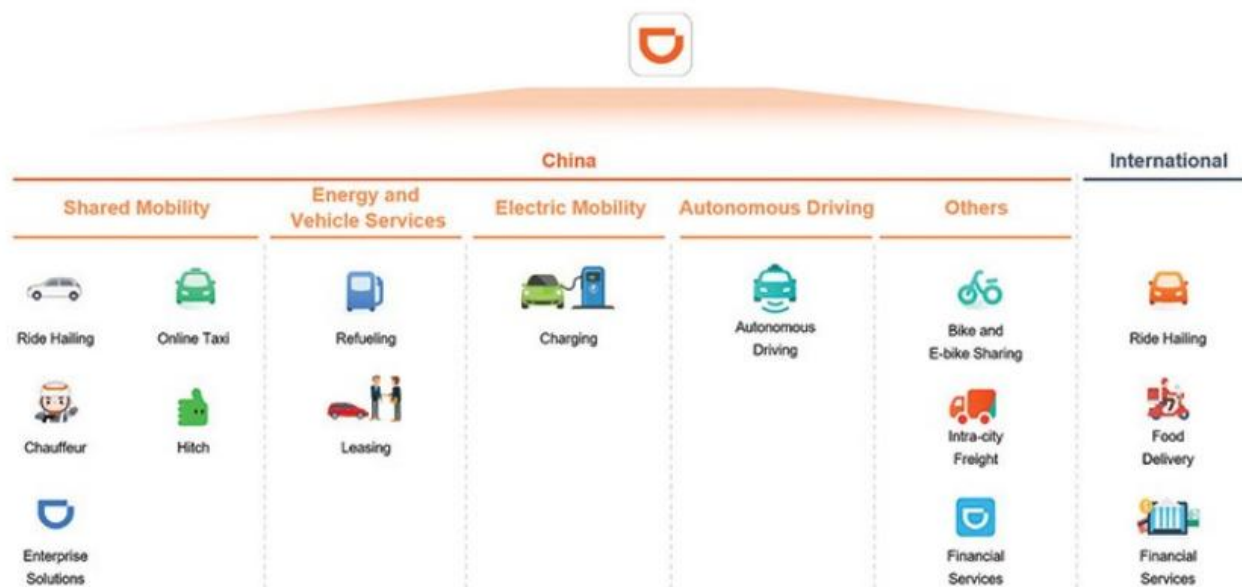 China
International
Shared Mobility
Energy and
Vehicle Services
Electric Mobility
Autonomous Driving
Others
Ride Hailing
Online Taxi
Refueling
Charging
Autonomous
Driving
Bike and
E-bike Sharing
Ride Hailing
Chauffeur
Hitch
Leasing
Intra-city
Freight
Food
Delivery
Enterprise
Solutions
Financial
Services
Financial
Services